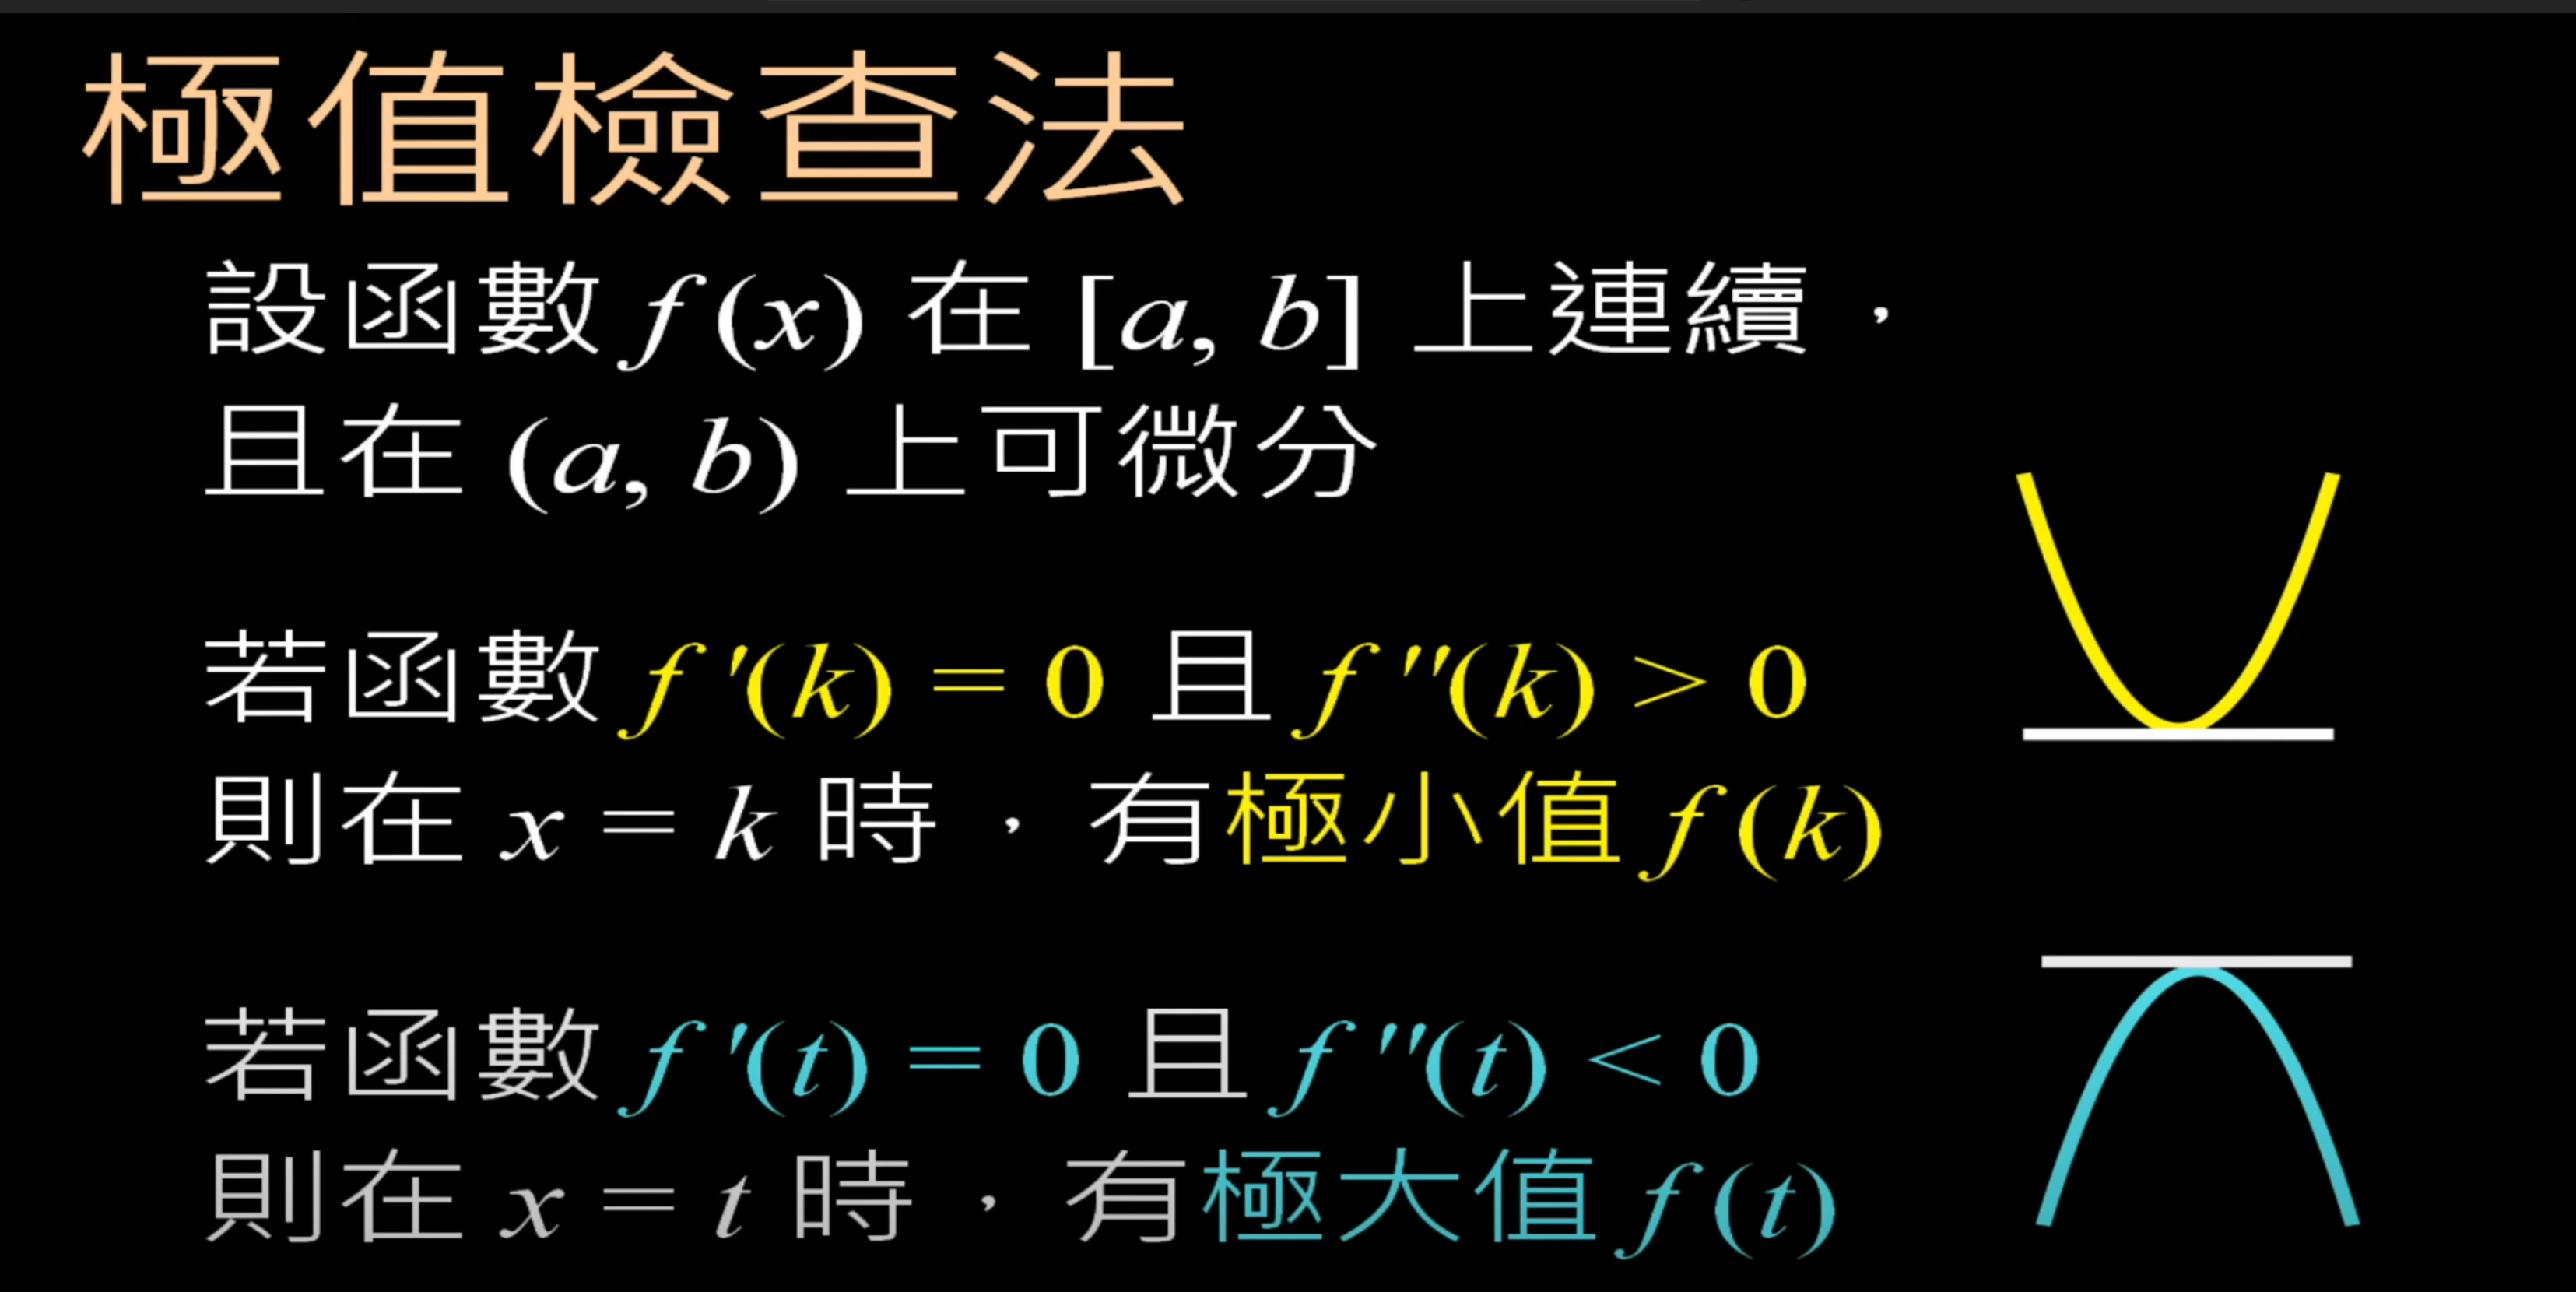 極值檢查法
設函數 f (x) 在 [a, b] 上連續，
且在 (a, b) 上可微分
若函數 f ′(k) = 0 且 f ″(k) > 0
則在 x = k 時，有極小值 f (k)
若函數 f ′(t) = 0 且 f ″(t) < 0
則在 x = t 時，有極大值 f (t)